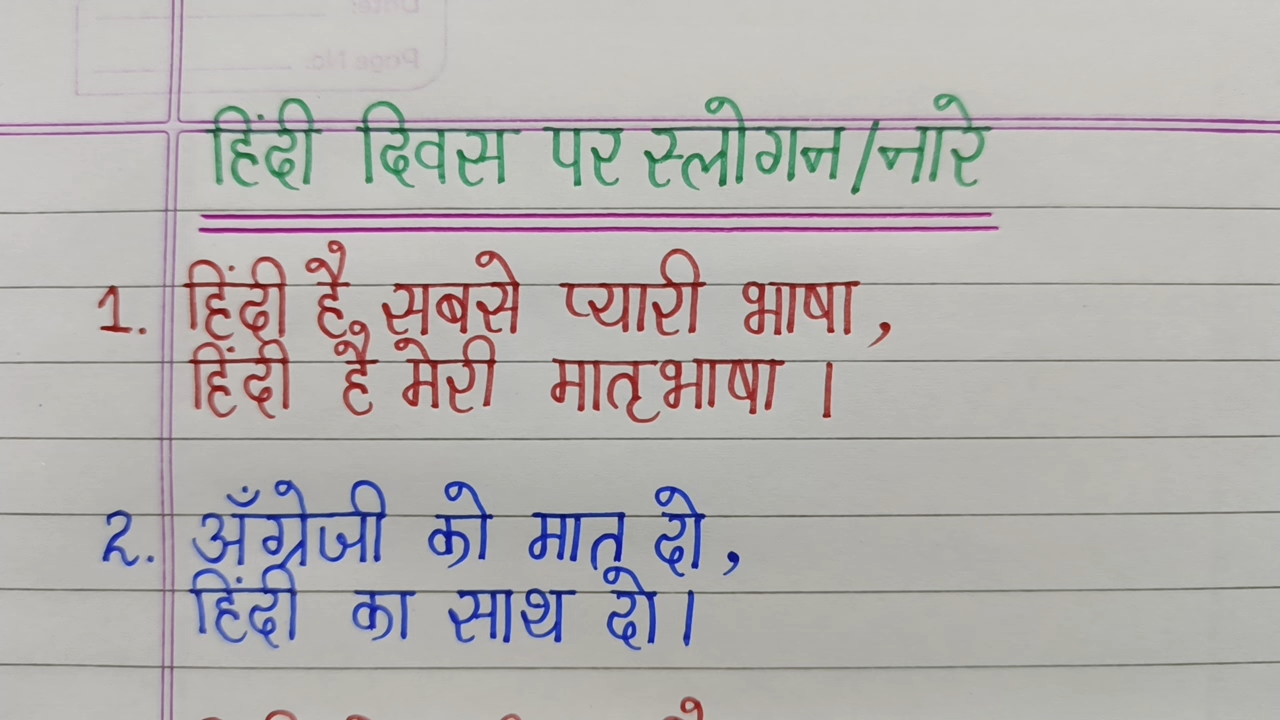 हिंदी दिवस पर स्लोगन/नारे
1. हिंदी है सबसे प्यारी भाषा,
हिंदी है मेरी मातृभाषा ।
2. अँग्रेजी को मात दो,
हिंदी का साथ दो।